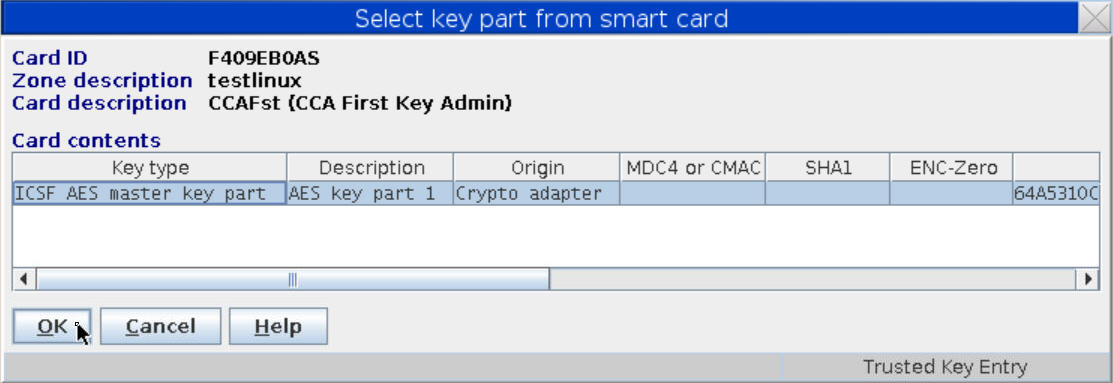 Select key part from smart card
Card ID F409EB0AS
Zone description testlinux
Card description CCAFst (CCA First Key Admin)
Card contents
Key type Description Origin MDC4 or CMAC SHA1 ENC-Zero
ICSF AES master key part AES key part 1 Crypto adapter 64A5310C
OK Cancel Help
Trusted Key Entry